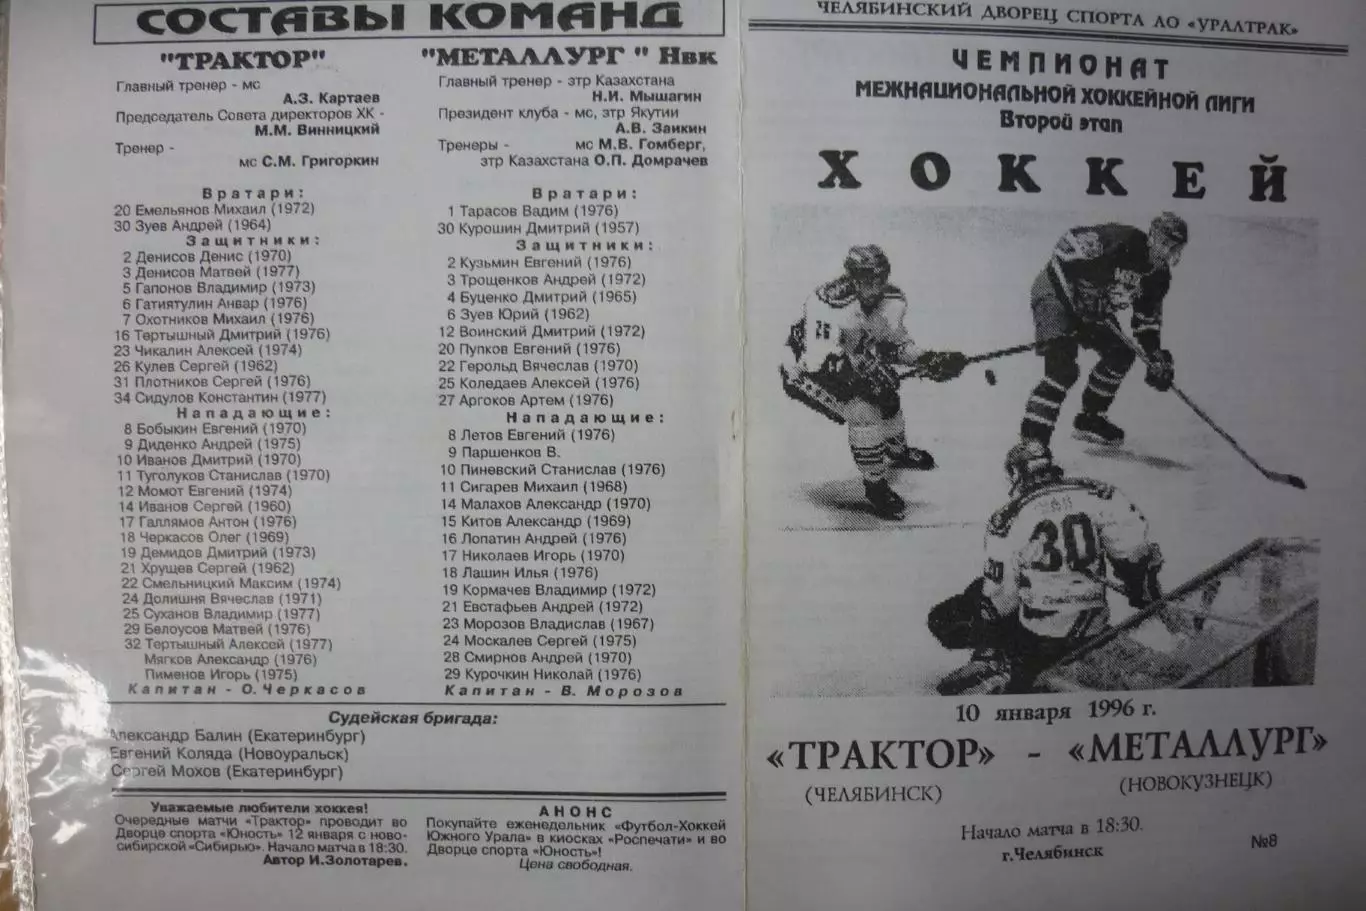 СОСТАВЫ КОМАНД
"ТРАКТОР"
Главный тренер - мс
А.З. Картаев
Председатель Совета директоров ХК -
М.М. Винницкий
Тренер -
мс С.М. Григоркин
Вратари:
20 Емельянов Михаил (1972)
30 Зуев Андрей (1964)
Защитники:
2 Денисов Денис (1970)
3 Денисов Матвей (1977)
5 Гапонов Владимир (1973)
6 Гатиятулин Анвар (1976)
7 Охотников Михаил (1976)
16 Тертышный Дмитрий (1976)
23 Чикалин Алексей (1974)
26 Кулев Сергей (1962)
31 Плотников Сергей (1976)
34 Сидулов Константин (1977)
Нападающие:
8 Бобыкин Евгений (1970)
9 Диденко Андрей (1975)
10 Иванов Дмитрий (1970)
11 Туголуков Станислав (1970)
12 Момот Евгений (1974)
14 Иванов Сергей (1960)
17 Галлямов Антон (1976)
18 Черкасов Олег (1969)
19 Демидов Дмитрий (1973)
21 Хрущев Сергей (1962)
22 Смельницкий Максим (1974)
24 Долишня Вячеслав (1971)
25 Суханов Владимир (1977)
29 Белоусов Матвей (1976)
32 Тертышный Алексей (1977)
Мягков Александр (1976)
Пименов Игорь (1975)
Капитан - О.Черкасов
"МЕТАЛЛУРГ " Нвк
Главный тренер - зтр Казахстана
Н.И. Мышагин
Президент клуба - мс, зтр Якутии
А.В. Заикин
Тренеры - мс М.В. Гомберг,
зтр Казахстана О.П. Домрачев
Вратари:
1 Тарасов Вадим (1976)
30 Курошин Дмитрий (1957)
Защитники:
2 Кузьмин Евгений (1976)
3 Трощенков Андрей (1972)
4 Буценко Дмитрий (1965)
6 Зуев Юрий (1962)
12 Воинский Дмитрий (1972)
20 Пупков Евгений (1976)
22 Герольд Вячеслав (1970)
25 Коледаев Алексей (1976)
27 Аргоков Артем (1976)
Нападающие:
8 Летов Евгений (1976)
9 Паршенков В.
10 Пиневский Станислав (1976)
11 Сигарев Михаил (1968)
14 Малахов Александр (1970)
15 Китов Александр (1969)
16 Лопатин Андрей (1976)
17 Николаев Игорь (1970)
18 Лашин Илья (1976)
19 Кормачев Владимир (1972)
21 Евстафьев Андрей (1972)
23 Морозов Владислав (1967)
24 Москалев Сергей (1975)
28 Смирнов Андрей (1970)
29 Курочкин Николай (1976)
Капитан - В. Морозов
Судейская бригада:
Александр Балин (Екатеринбург)
Евгений Коляда (Новоуральск)
Сергей Мохов (Екатеринбург)
Уважаемые любители хоккея!
Очередные матчи «Трактор» проводит во
Дворце спорта «Юность» 12 января с ново-
сибирской «Сибирью». Начало матча в 18:30.
Автор И.Золотарев.
АНОНС
Покупайте еженедельник «Футбол-Хоккей
Южного Урала» в киосках «Роспечати» и во
Дворце спорта «Юность»!
Цена свободная.
ЧЕЛЯБИНСКИЙ ДВОРЕЦ СПОРТА ЛО «УРАЛТРАК»
ЧЕМПИОНАТ
МЕЖНАЦИОНАЛЬНОЙ ХОККЕЙНОЙ ЛИГИ
Второй этап
ХОККЕЙ
30
10 января 1996 г.
«ТРАКТОР» - «МЕТАЛЛУРГ»
(ЧЕЛЯБИНСК) (НОВОКУЗНЕЦК)
Начало матча в 18:30.
г.Челябинск
№8